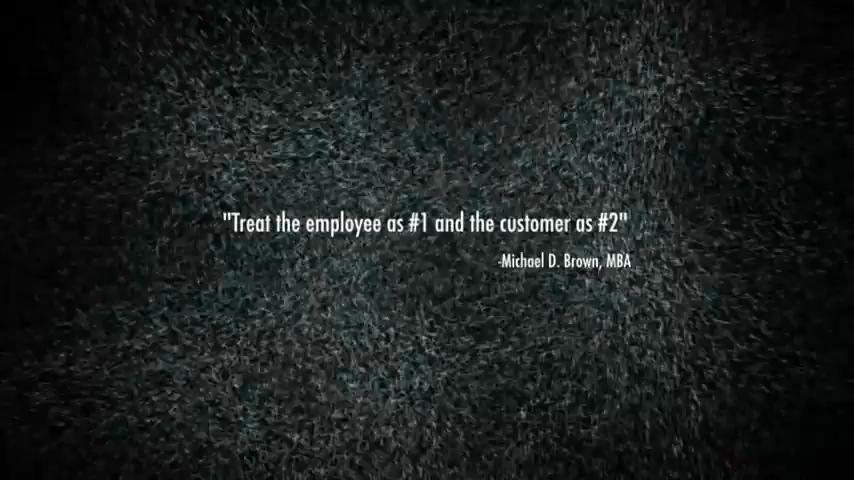 "Treat the employee as #1 and the customer as #2"
-Michael D. Brown, MBA